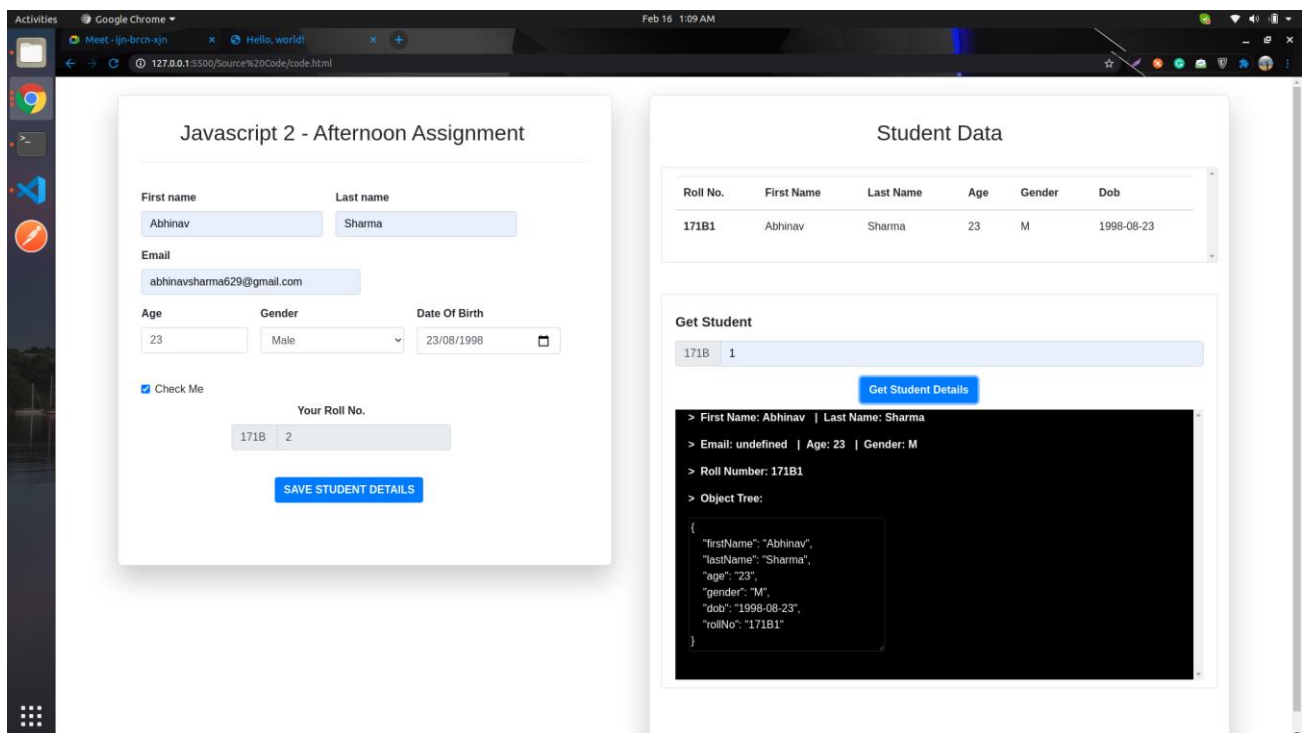 Activities Google Chrome Feb 16 1:09 AM
Meet - ijn-brcn-xjn Hello, world!
127.0.0.1:5500/Source%20Code/code.html
Javascript 2 - Afternoon Assignment
First name Last name
Abhinav Sharma
Email
abhinavsharma629@gmail.com
Age Gender Date Of Birth
23 Male 23/08/1998
Check Me
Your Roll No.
171B 2
SAVE STUDENT DETAILS
Student Data
Roll No. First Name Last Name Age Gender Dob
171B1 Abhinav Sharma 23 M 1998-08-23
Get Student
171B 1
Get Student Details
> First Name: Abhinav | Last Name: Sharma
> Email: undefined | Age: 23 | Gender: M
> Roll Number: 171B1
> Object Tree:
{
"firstName": "Abhinav",
"lastName": "Sharma",
"age": "23",
"gender": "M",
"dob": "1998-08-23",
"rollNo": "171B1"
}